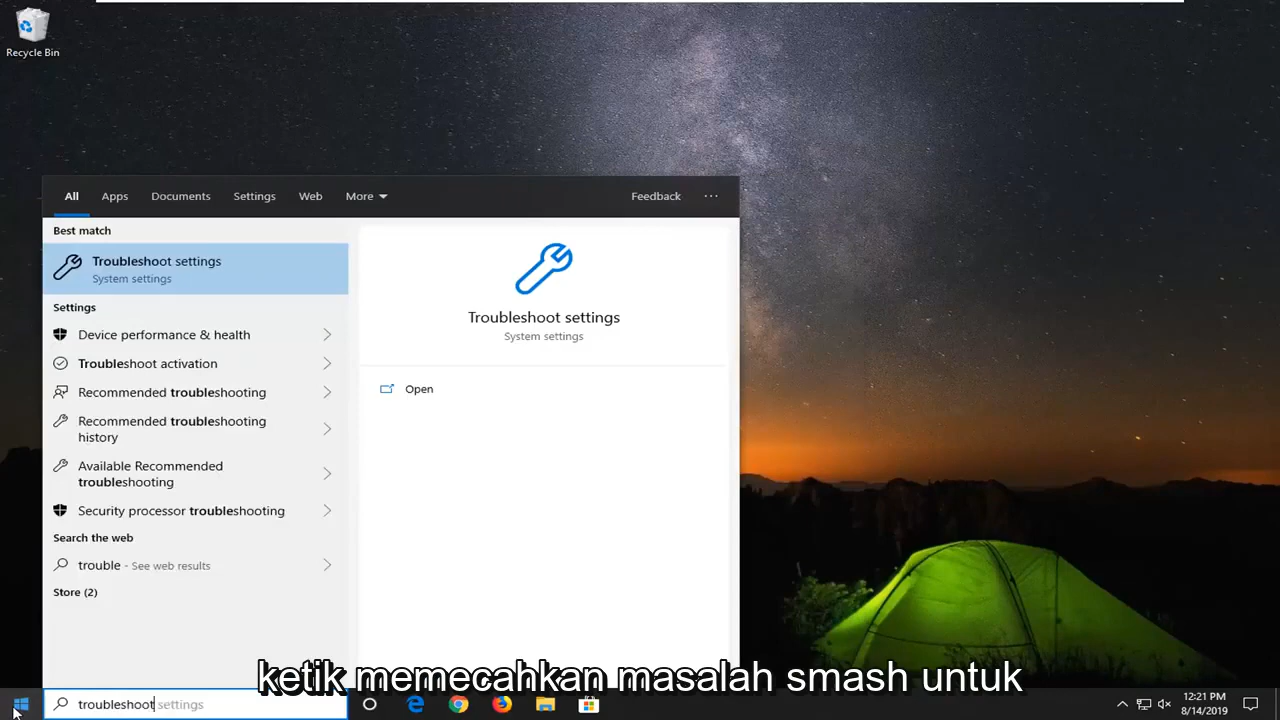 Recycle Bin
All Apps Documents Settings Web More Feedback ...
Best match
Troubleshoot settings
System settings
Settings
Device performance & health
Troubleshoot activation
Recommended troubleshooting
Recommended troubleshooting
history
Available Recommended
troubleshooting
Security processor troubleshooting
Search the web
trouble - See web results
Store (2)
Troubleshoot settings
System settings
Open
ketik memecahkan masalah smash untuk
troubleshoot settings
12:21 PM
8/14/2019